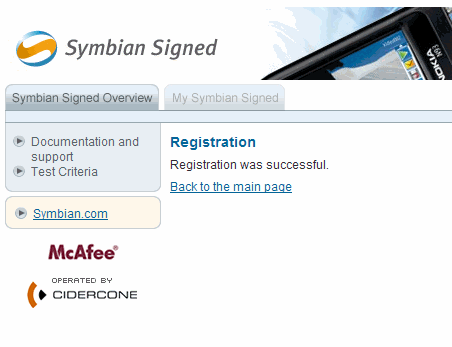 Symbian Signed
NOKIA
N93
Symbian Signed Overview
My Symbian Signed
Documentation and
support
Test Criteria
Symbian.com
Registration
Registration was successful.
Back to the main page
McAfee®
OPERATED BY
CIDERCONE